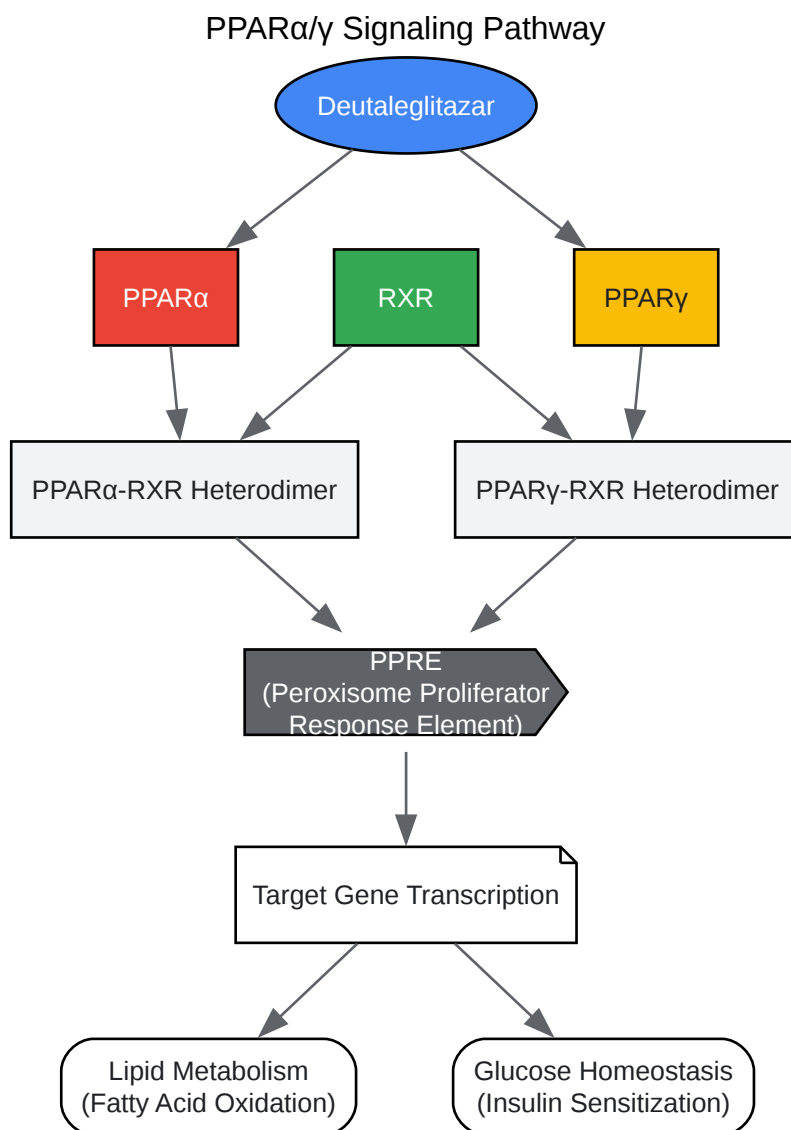 PPARα/γ Signaling Pathway
Deutaleglitazar
PPARα
RXR
PPARγ
PPARα-RXR Heterodimer
PPARγ-RXR Heterodimer
PPRE
(Peroxisome Proliferator
Response Element)
Target Gene Transcription
Lipid Metabolism
(Fatty Acid Oxidation)
Glucose Homeostasis
(Insulin Sensitization)